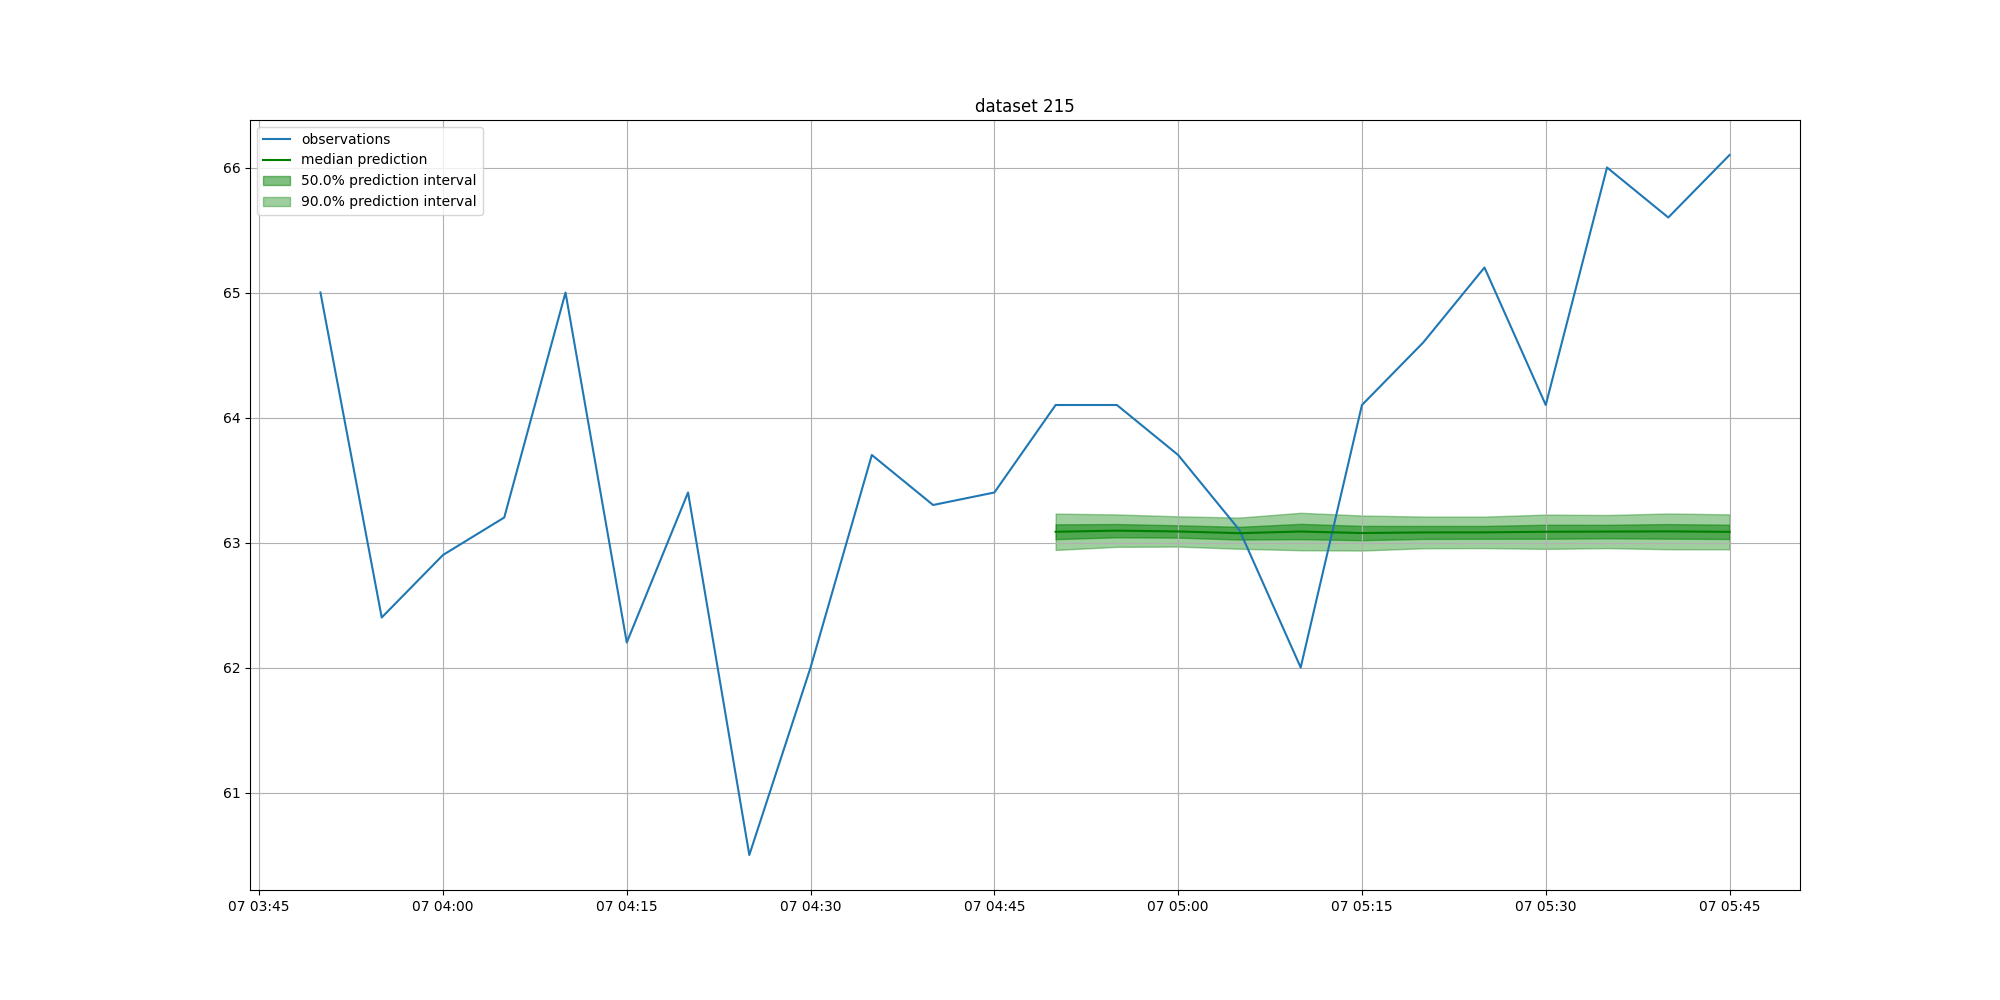 dataset 215
observations
median prediction
50.0% prediction interval
90.0% prediction interval
66
65
64
63
62
61
07 03:45 07 04:00 07 04:15 07 04:30 07 04:45 07 05:00 07 05:15 07 05:30 07 05:45